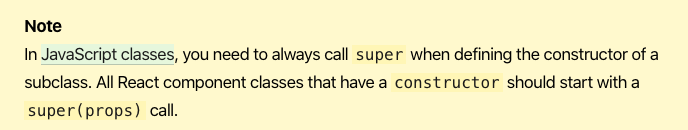 Note
In JavaScript classes, you need to always call super when defining the constructor of a
subclass. All React component classes that have a constructor should start with a
super(props) call.